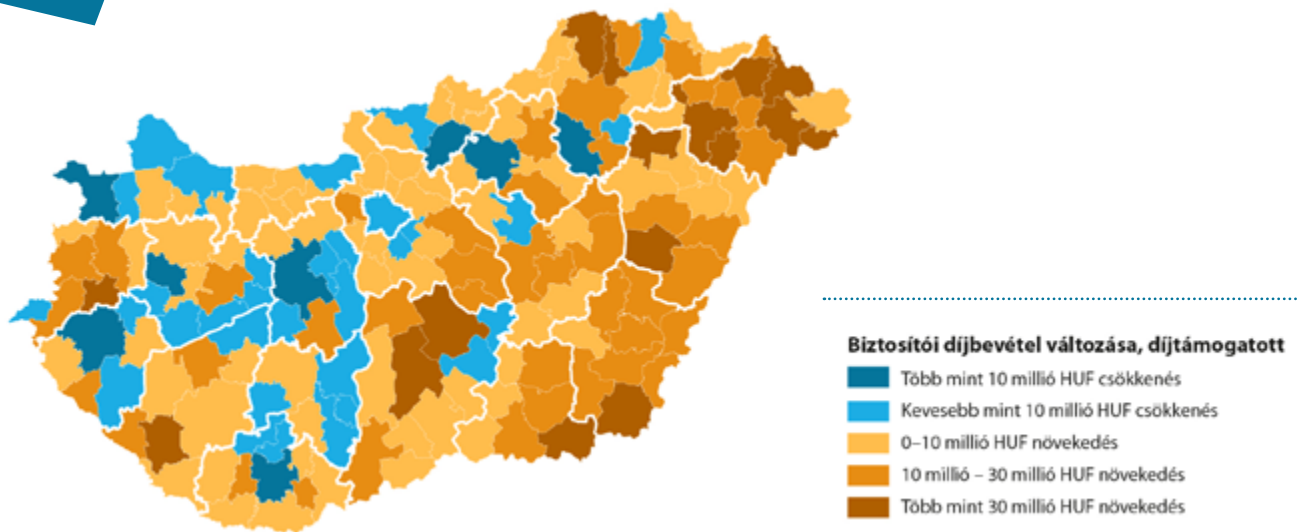 Biztosítói díjbevétel változása, díjtámogatott
Több mint 10 millió HUF csökkenés
Kevesebb mint 10 millió HUF csökkenés
0–10 millió HUF növekedés
10 millió – 30 millió HUF növekedés
Több mint 30 millió HUF növekedés